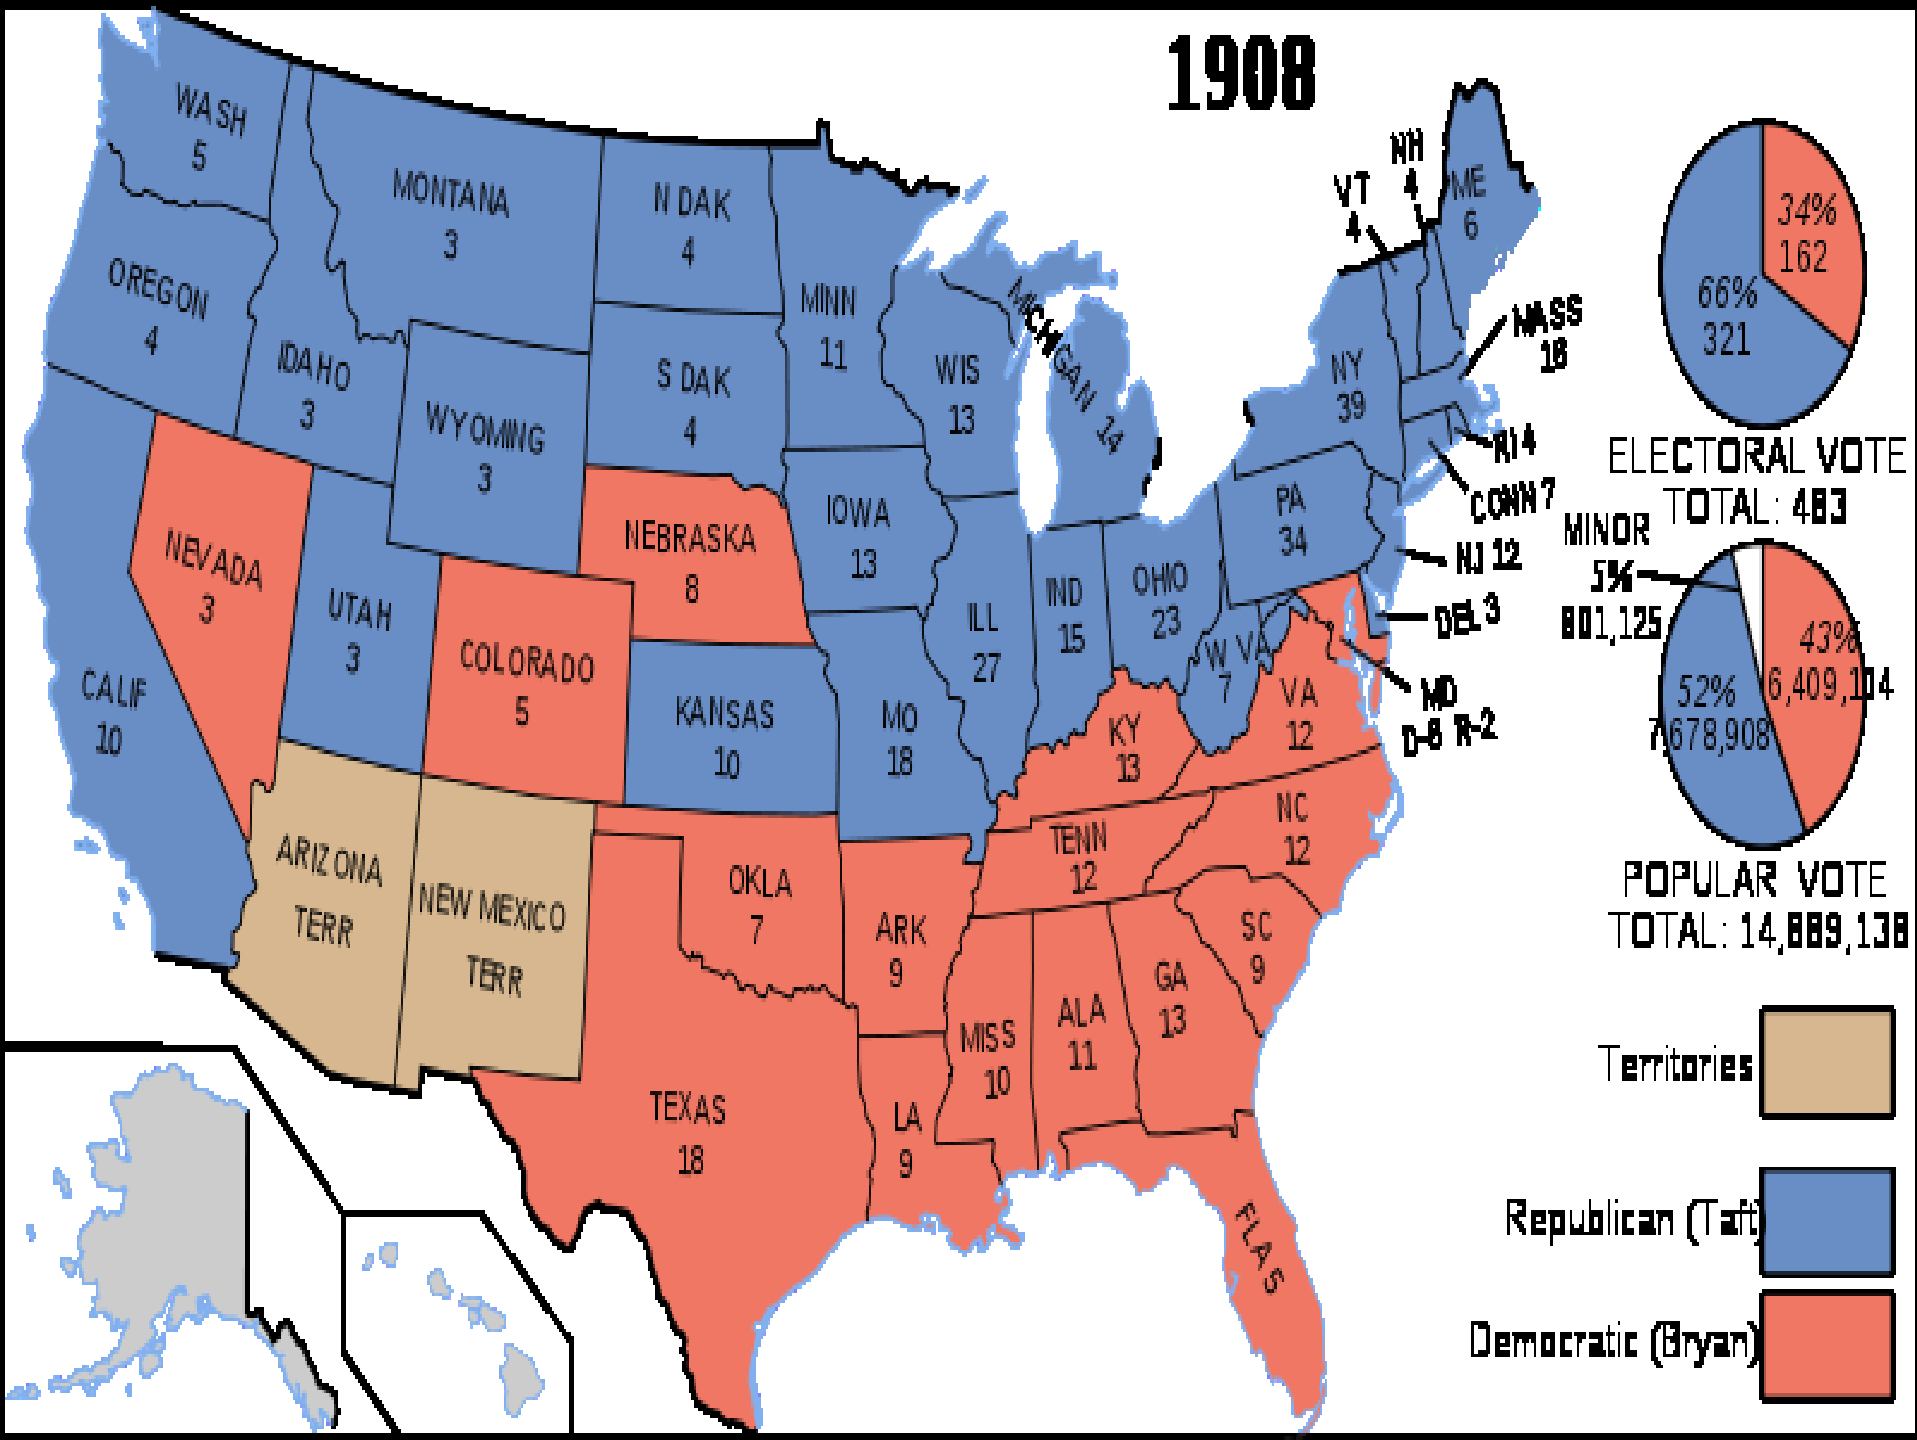 1908
WASH
5
MONTANA
3
N DAK
4
MINN
11
OREGON
4
IDAHO
3
WYOMING
3
S DAK
4
WIS
13
MICHIGAN 14
VT
4
NH
4
ME
6
MASS
16
NY
39
RI 4
CONN 7
NJ 12
DEL 3
MD
D-6 R-2
PA
34
NEVADA
3
UTAH
3
COLORADO
5
NEBRASKA
8
IOWA
13
ILL
27
IND
15
OHIO
23
W VA
7
VA
12
CALIF
10
KANSAS
10
MO
18
KY
13
ARIZONA
TERR
NEW MEXICO
TERR
OKLA
7
ARK
9
TENN
12
NC
12
SC
9
TEXAS
18
LA
9
MISS
10
ALA
11
GA
13
FLA 5
34%
162
66%
321
ELECTORAL VOTE
TOTAL: 483
MINOR
5%
801,125
43%
6,409,104
52%
7,678,908
POPULAR VOTE
TOTAL: 14,889,138
Territories
Republican (Taft)
Democratic (Bryan)